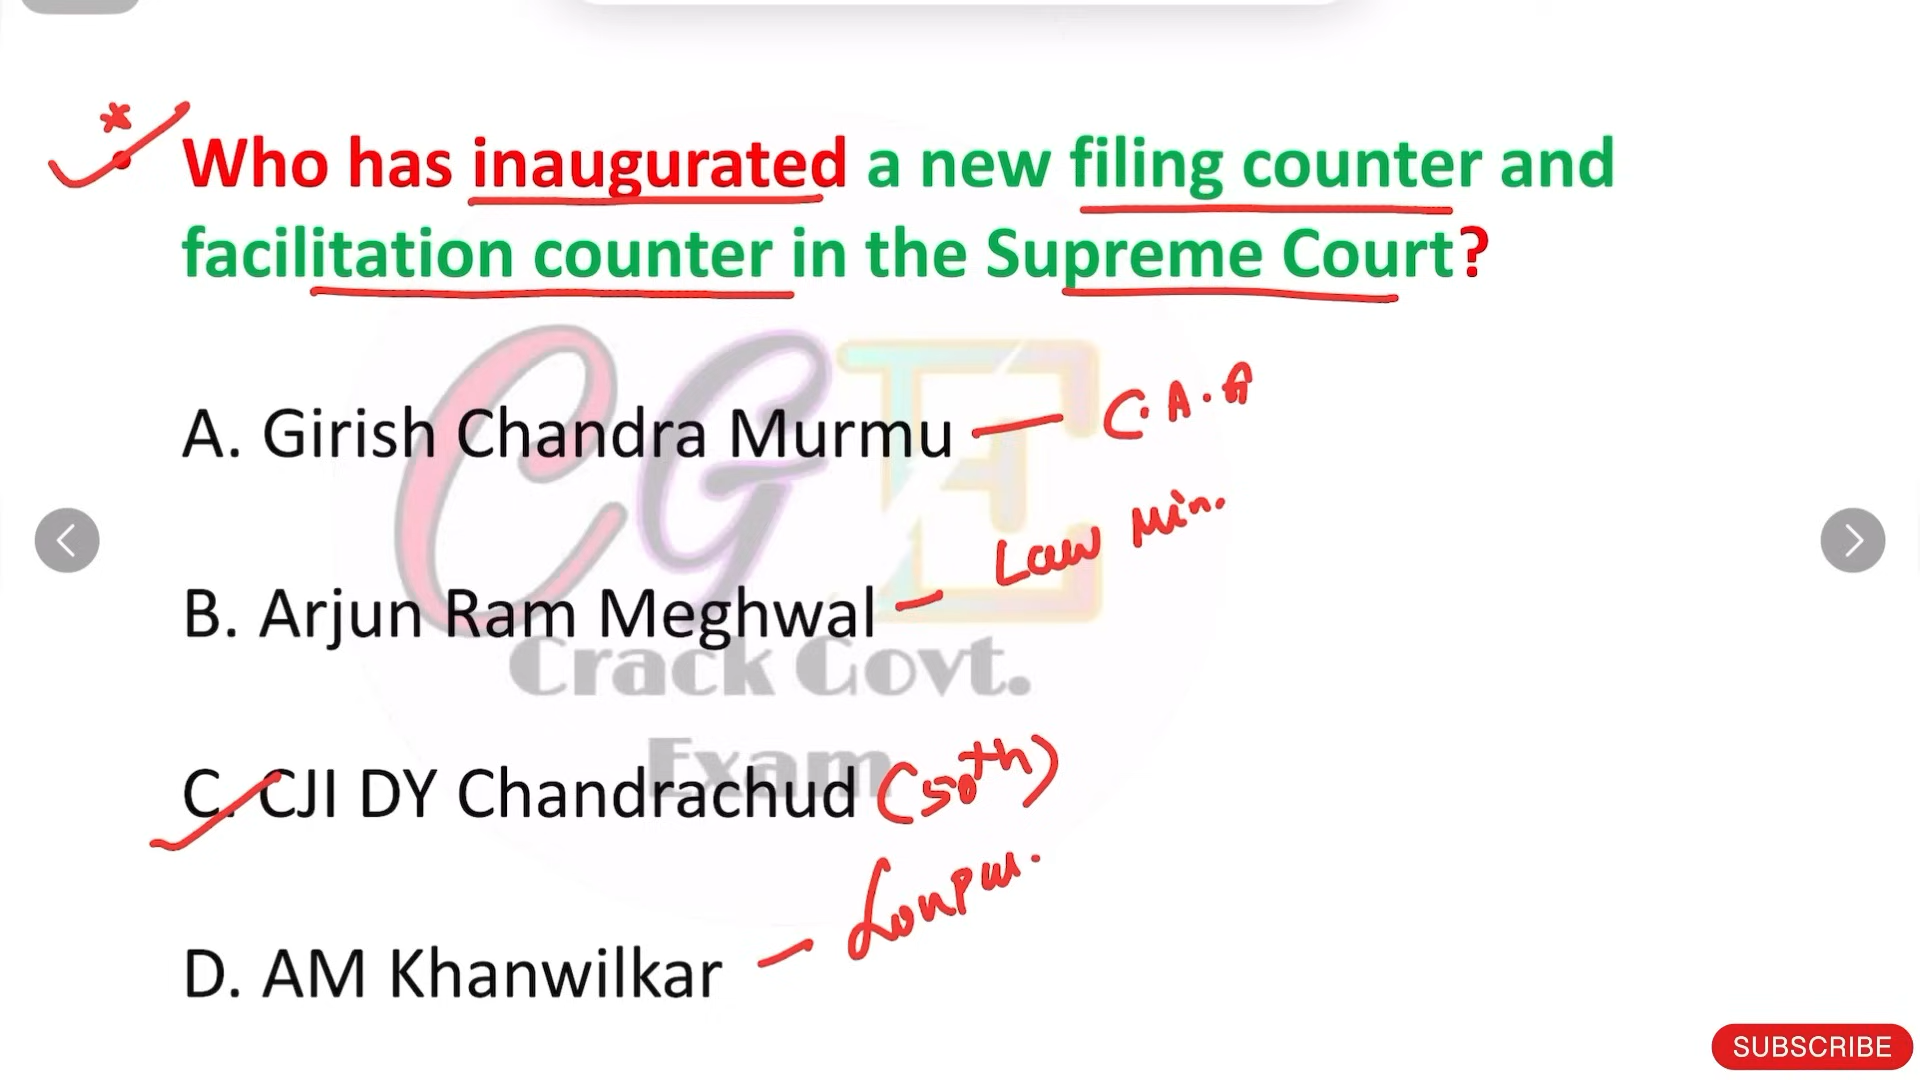 Who has inaugurated a new filing counter and
facilitation counter in the Supreme Court?
A. Girish Chandra Murmu — C.A.G
B. Arjun Ram Meghwal — Law Min.
C. CJI DY Chandrachud (50th)
D. AM Khanwilkar —
CGE
Crack Govt.
Exam
SUBSCRIBE